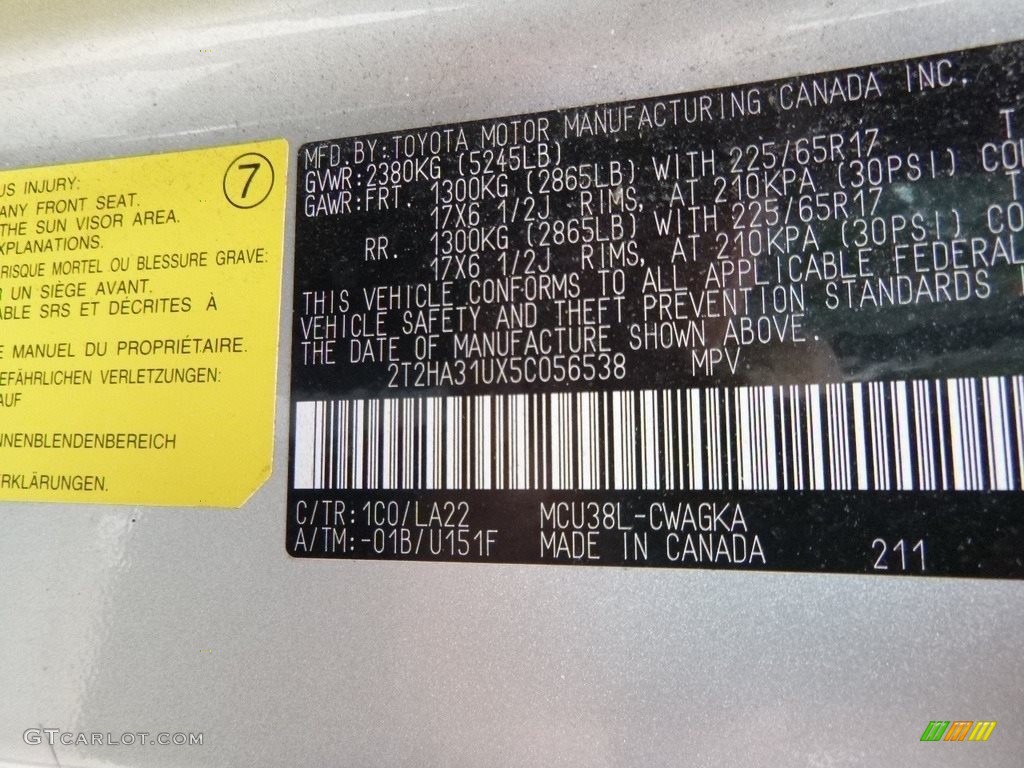 US INJURY:
ANY FRONT SEAT.
THE SUN VISOR AREA.
EXPLANATIONS.
RISQUE MORTEL OU BLESSURE GRAVE:
R UN SIÈGE AVANT.
ABLE SRS ET DÉCRITES À
E MANUEL DU PROPRIÉTAIRE.
EFÄHRLICHEN VERLETZUNGEN
AUF
NNENBLENDENBEREICH
ERKLÄRUNGEN.
7
MFD. BY: TOYOTA MOTOR MANUFACTURING CANADA INC.
GVWR: 2380KG (5245LB)
GAWR: FRT. 1300KG (2865LB) WITH 225/65R17
17X6 1/2J RIMS, AT 210KPA (30PSI) COL
RR. 1300KG (2865LB) WITH 225/65R17
17X6 1/2J RIMS, AT 210KPA (30PSI) CO
THIS VEHICLE CONFORMS TO ALL APPLICABLE FEDERAL
VEHICLE SAFETY AND THEFT PREVENTION STANDARDS
THE DATE OF MANUFACTURE SHOWN ABOVE.
2T2HA31UX5C056538 MPV
C/TR: 1C0/LA22 MCU38L-CWAGKA
A/TM: -01B/U151F MADE IN CANADA 211
GTCARLOT.COM